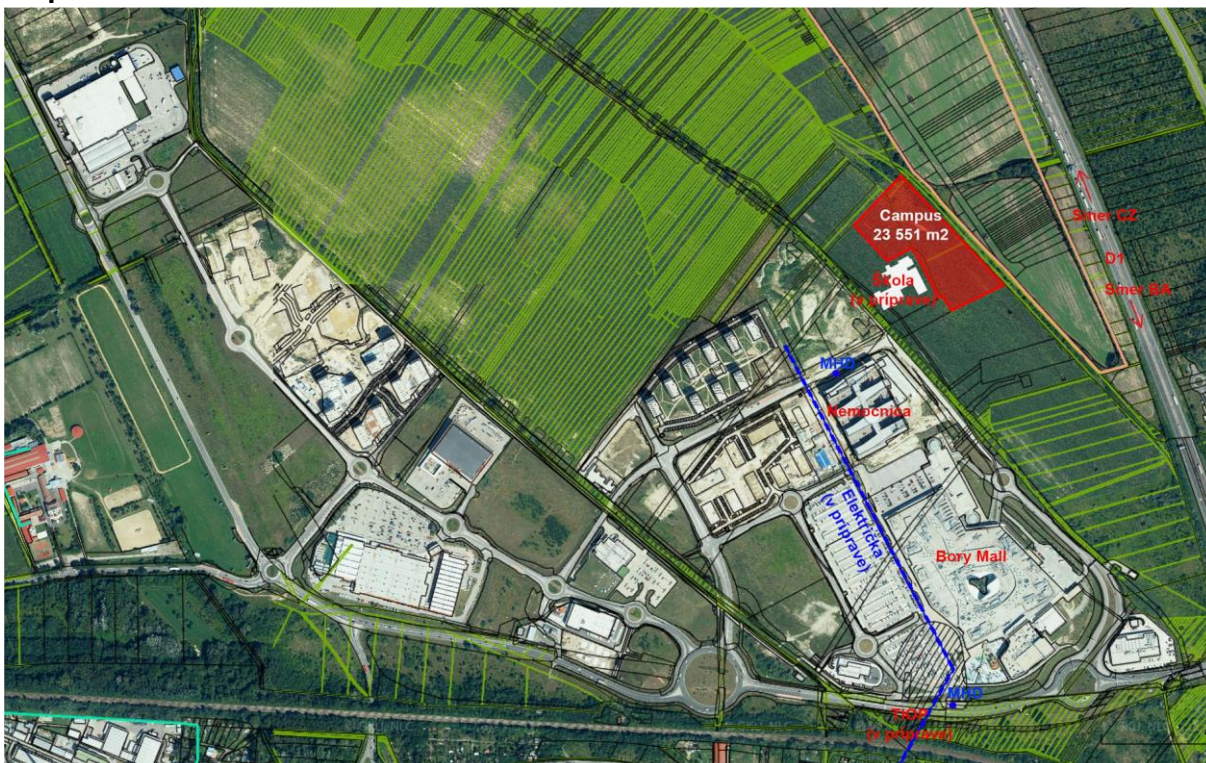 Campus
23 551 m2
Smer CZ
D1
Smer BA
Škola
(v príprave)
MHD
Nemocnica
Električka
(v príprave)
Bory Mall
MHD
TIOP
(v príprave)